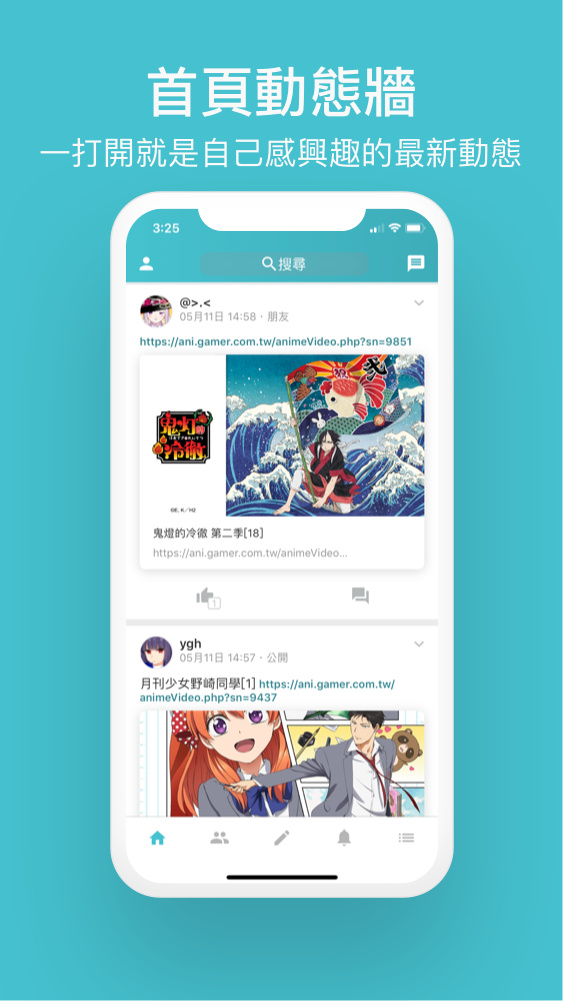 首頁動態牆
一打開就是自己感興趣的最新動態
3:25
搜尋
@>.<
05月11日 14:58・朋友
https://ani.gamer.com.tw/animeVideo.php?sn=9851
弐
鬼灯の
冷徹
©E.K/H2
鬼燈的冷徹 第二季[18]
https://ani.gamer.com.tw/animeVideo...
1
ygh
05月11日 14:57・公開
月刊少女野崎同學[1] https://ani.gamer.com.tw/
animeVideo.php?sn=9437